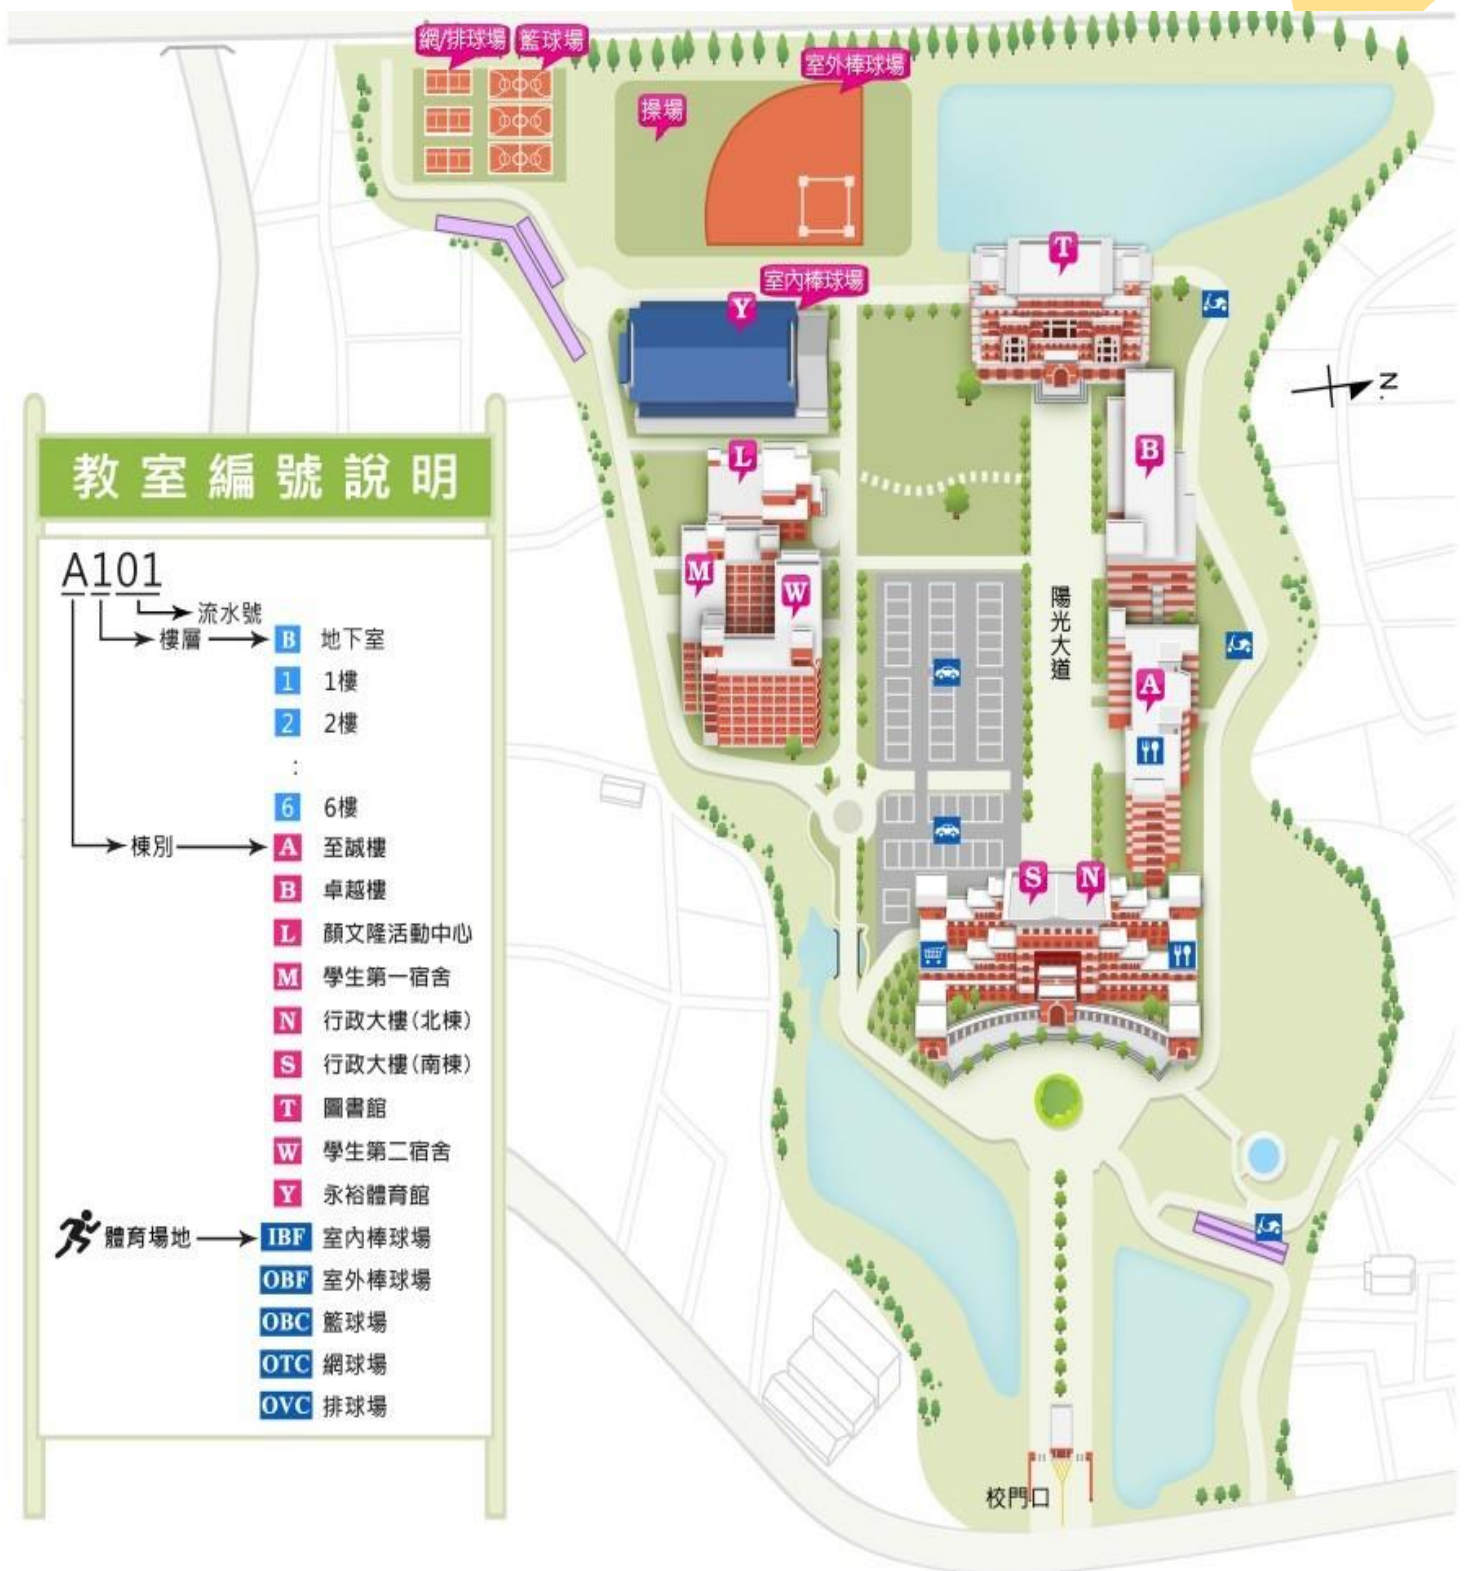 網/排球場
籃球場
室外棒球場
操場
T
室內棒球場
Y
N
L
B
M
W
陽光大道
A
S
N
校門口
教室編號說明
A101
流水號
樓層
B 地下室
1 1樓
2 2樓
:
6 6樓
棟別
A 至誠樓
B 卓越樓
L 顏文隆活動中心
M 學生第一宿舍
N 行政大樓(北棟)
S 行政大樓(南棟)
T 圖書館
W 學生第二宿舍
Y 永裕體育館
體育場地
IBF 室內棒球場
OBF 室外棒球場
OBC 籃球場
OTC 網球場
OVC 排球場